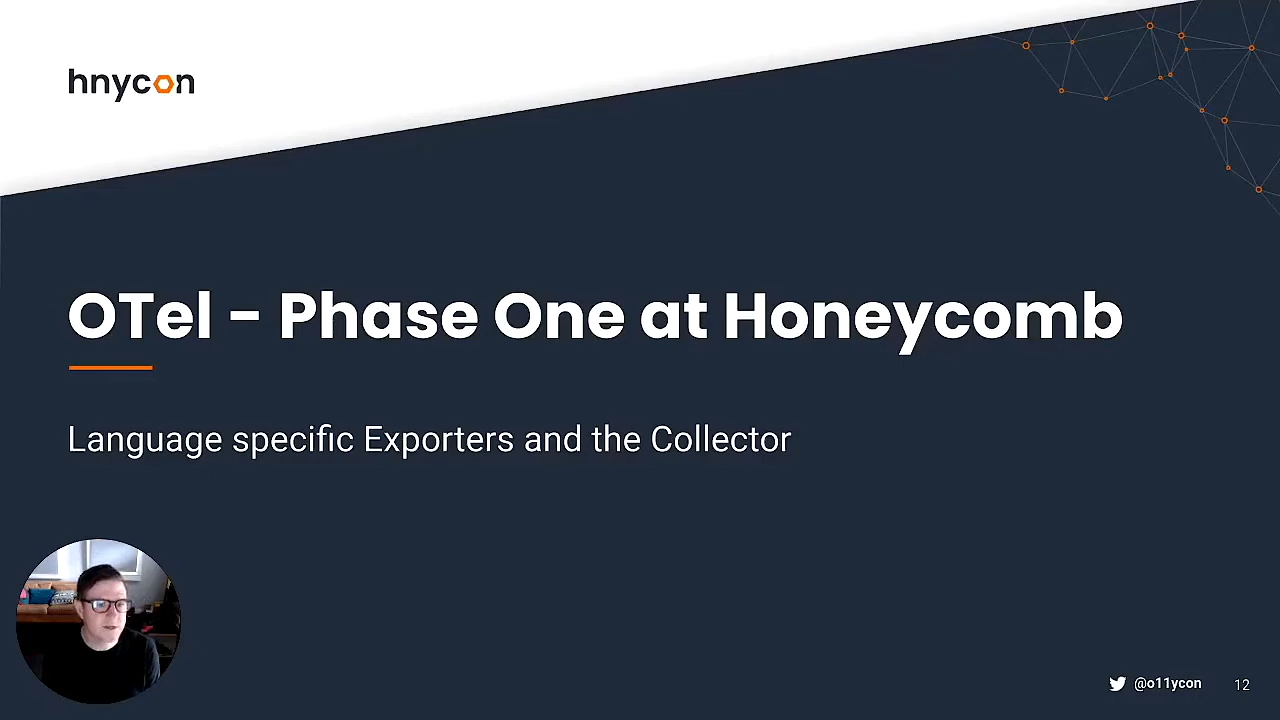 hnycon
OTel - Phase One at Honeycomb
Language specific Exporters and the Collector
@o11ycon
12